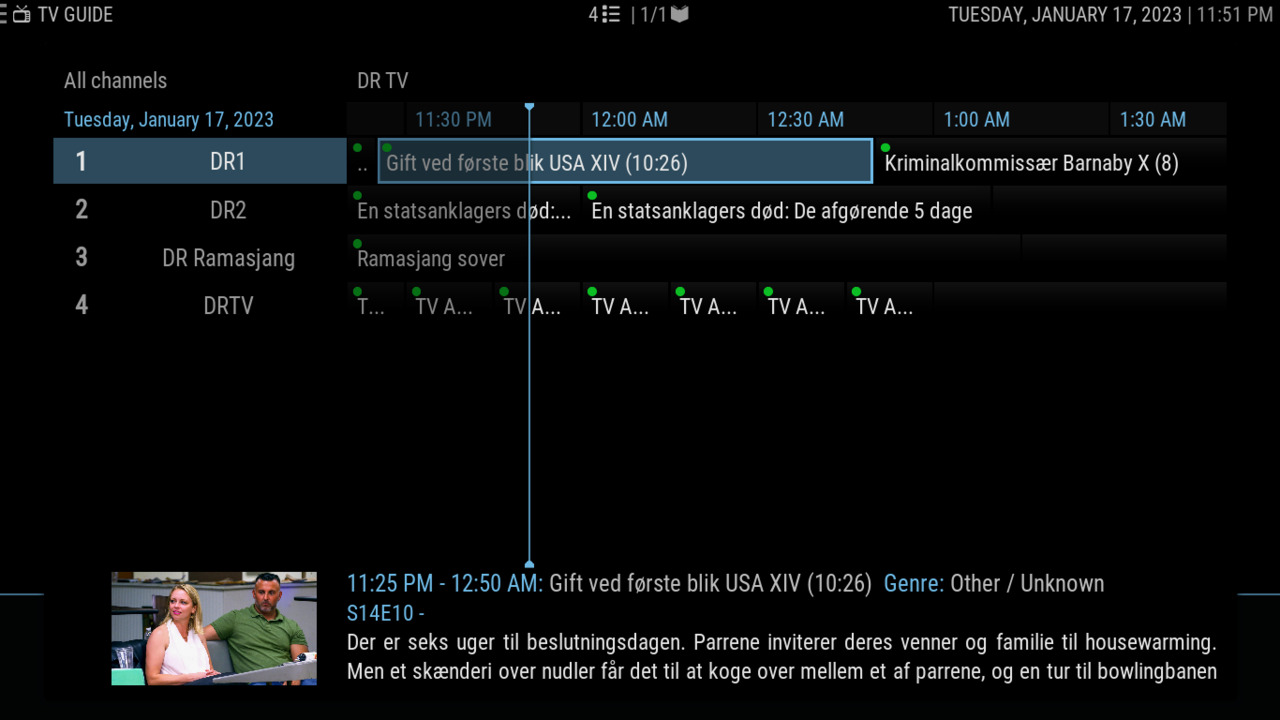 TV GUIDE
4 | 1/1
TUESDAY, JANUARY 17, 2023 | 11:51 PM
All channels
DR TV
Tuesday, January 17, 2023
11:30 PM
12:00 AM
12:30 AM
1:00 AM
1:30 AM
1 DR1
..
Gift ved første blik USA XIV (10:26)
Kriminalkommissær Barnaby X (8)
2 DR2
En statsanklagers død:...
En statsanklagers død: De afgørende 5 dage
3 DR Ramasjang
Ramasjang sover
4 DRTV
T...
TV A...
TV A...
TV A...
TV A...
TV A...
TV A...
11:25 PM - 12:50 AM: Gift ved første blik USA XIV (10:26) Genre: Other / Unknown
S14E10 -
Der er seks uger til beslutningsdagen. Parrene inviterer deres venner og familie til housewarming.
Men et skænderi over nudler får det til at koge over mellem et af parrene, og en tur til bowlingbanen